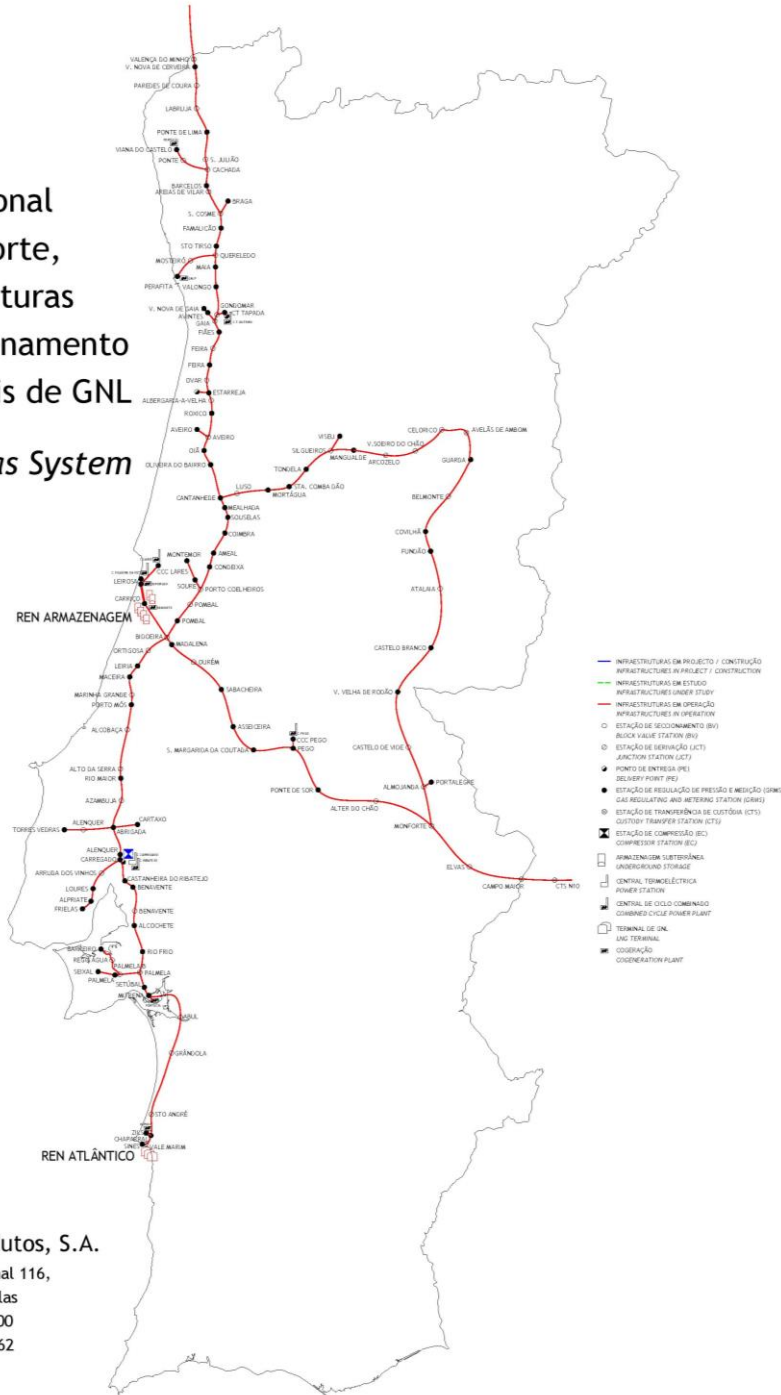 onal
orte,
turas
namento
is de GNL
as System
VALENÇA DO MINHO
V. NOVA DE CERVEIRA
PAREDES DE COURA
LABRUJA
PONTE DE LIMA
VIANA DO CASTELO
PONTE
S. JULIÃO
CACHADA
BARCELOS
AREIAS DE VILAR
BRAGA
S. COSME
FAMALICÃO
STO TIRSO
QUERELEDO
MOSTEIRÓ
MAIA
PERAFITA
VALONGO
V. NOVA DE GAIA
GONDOMAR
AVINTES
JCT TAPADA
GAIA
FIÃES
FEIRA
FEIRA
OVAR
ESTARREJA
ALBERGARIA-A-VELHA
ROXICO
AVEIRO
AVEIRO
OIÃ
OLIVEIRA DO BAIRRO
CANTANHEDE
LUSO
MORTÁGUA
STA. COMBA DÃO
TONDELA
SILGUEIROS
VISEU
MANGUALDE
ARCOZELO
V.SOEIRO DO CHÃO
CELORICO
AVELÃS DE AMBOM
GUARDA
BELMONTE
COVILHÃ
FUNDÃO
ATALAIA
CASTELO BRANCO
V. VELHA DE RODÃO
CASTELO DE VIDE
ALMOJANDA
PORTALEGRE
MONFORTE
MEALHADA
SOUSELAS
COIMBRA
AMEAL
CONDEIXA
MONTEMOR
SOURE
PORTO COELHEIROS
CCC LARES
LEIROSA
CARRIÇO
REN ARMAZENAGEM
POMBAL
POMBAL
BIDOEIRA
MADALENA
ORTIGOSA
OURÉM
LEIRIA
MACEIRA
SABACHEIRA
MARINHA GRANDE
PORTO MÓS
ASSEICEIRA
ALCOBAÇA
S. MARGARIDA DA COUTADA
CCC PEGO
PEGO
PONTE DE SOR
ALTER DO CHÃO
ELVAS
CAMPO MAIOR
CTS Nº10
ALTO DA SERRA
RIO MAIOR
AZAMBUJA
ALENQUER
CARTAXO
TORRES VEDRAS
ABRIGADA
ALENQUER
CARREGADO
ARRUDA DOS VINHOS
CASTANHEIRA DO RIBATEJO
LOURES
BENAVENTE
ALPRIATE
FRIELAS
BENAVENTE
ALCOCHETE
BARREIRO
RIO FRIO
REGIS ÁGUA
PALMELA B
SEIXAL
PALMELA
PALMELA
SETÚBAL
MITRENA
ABUL
GRÂNDOLA
STO ANDRÉ
CHAPARRAL
SINES
VALE MARIM
REN ATLÂNTICO
INFRAESTRUTURAS EM PROJECTO / CONSTRUÇÃO
INFRASTRUCTURES IN PROJECT / CONSTRUCTION
INFRAESTRUTURAS EM ESTUDO
INFRASTRUCTURES UNDER STUDY
INFRAESTRUTURAS EM OPERAÇÃO
INFRASTRUCTURES IN OPERATION
ESTAÇÃO DE SECCIONAMENTO (BV)
BLOCK VALVE STATION (BV)
ESTAÇÃO DE DERIVAÇÃO (JCT)
JUNCTION STATION (JCT)
PONTO DE ENTREGA (PE)
DELIVERY POINT (PE)
ESTAÇÃO DE REGULAÇÃO DE PRESSÃO E MEDIÇÃO (GRMS)
GAS REGULATING AND METERING STATION (GRMS)
ESTAÇÃO DE TRANSFERÊNCIA DE CUSTÓDIA (CTS)
CUSTODY TRANSFER STATION (CTS)
ESTAÇÃO DE COMPRESSÃO (EC)
COMPRESSOR STATION (EC)
ARMAZENAGEM SUBTERRÂNEA
UNDERGROUND STORAGE
CENTRAL TERMOELÉCTRICA
POWER STATION
CENTRAL DE CICLO COMBINADO
COMBINED CYCLE POWER PLANT
TERMINAL DE GNL
LNG TERMINAL
COGERAÇÃO
COGENERATION PLANT
utos, S.A.
al 116,
las
00
62